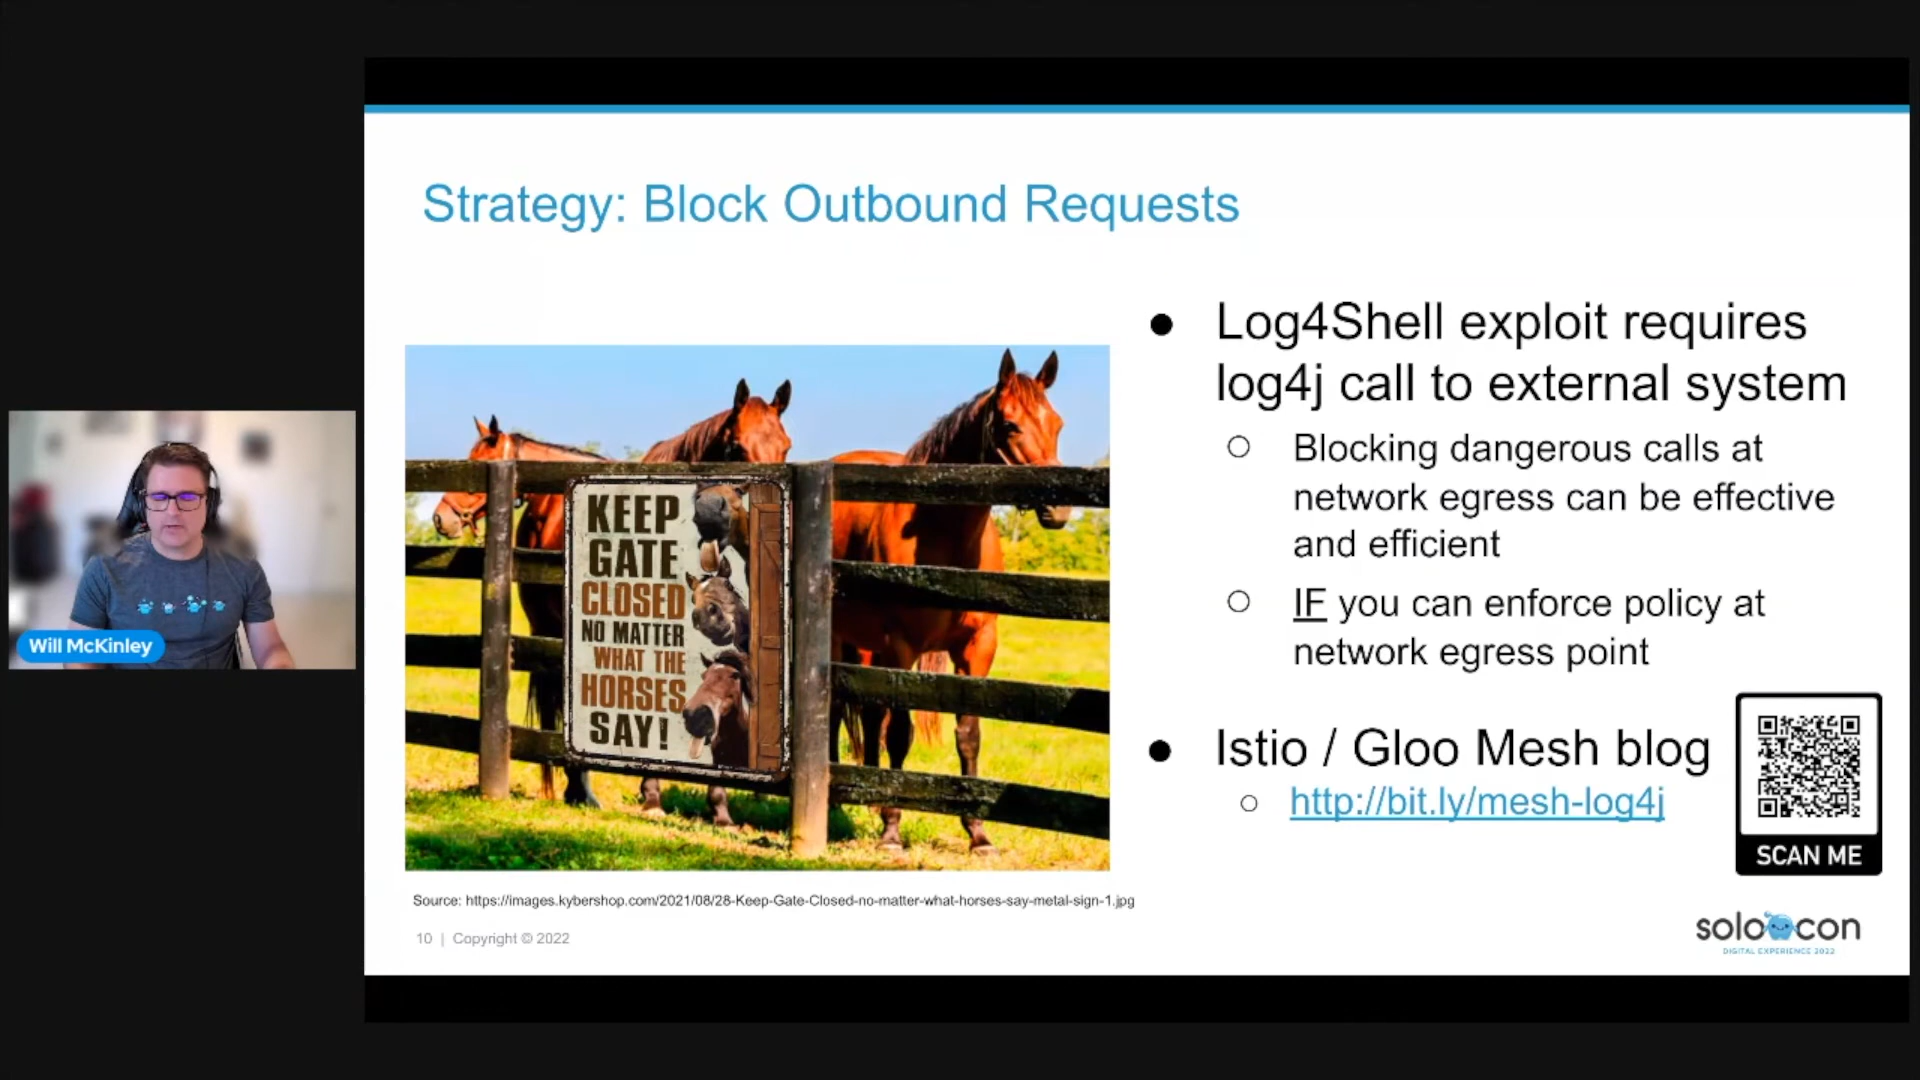 Strategy: Block Outbound Requests
● Log4Shell exploit requires
log4j call to external system
○ Blocking dangerous calls at
network egress can be effective
and efficient
○ IF you can enforce policy at
network egress point
● Istio / Gloo Mesh blog
○ http://bit.ly/mesh-log4j
SCAN ME
KEEP
GATE
CLOSED
NO MATTER
WHAT THE
HORSES
SAY!
Will McKinley
Source: https://images.kybershop.com/2021/08/28-Keep-Gate-Closed-no-matter-what-horses-say-metal-sign-1.jpg
10 | Copyright © 2022
solo con
DIGITAL EXPERIENCE 2022